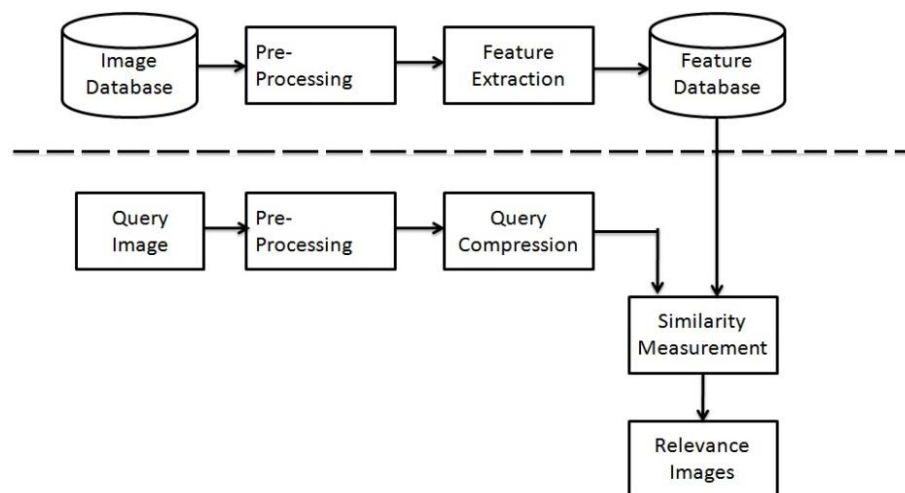 Image
Database
Pre-
Processing
Feature
Extraction
Feature
Database
Query
Image
Pre-
Processing
Query
Compression
Similarity
Measurement
Relevance
Images